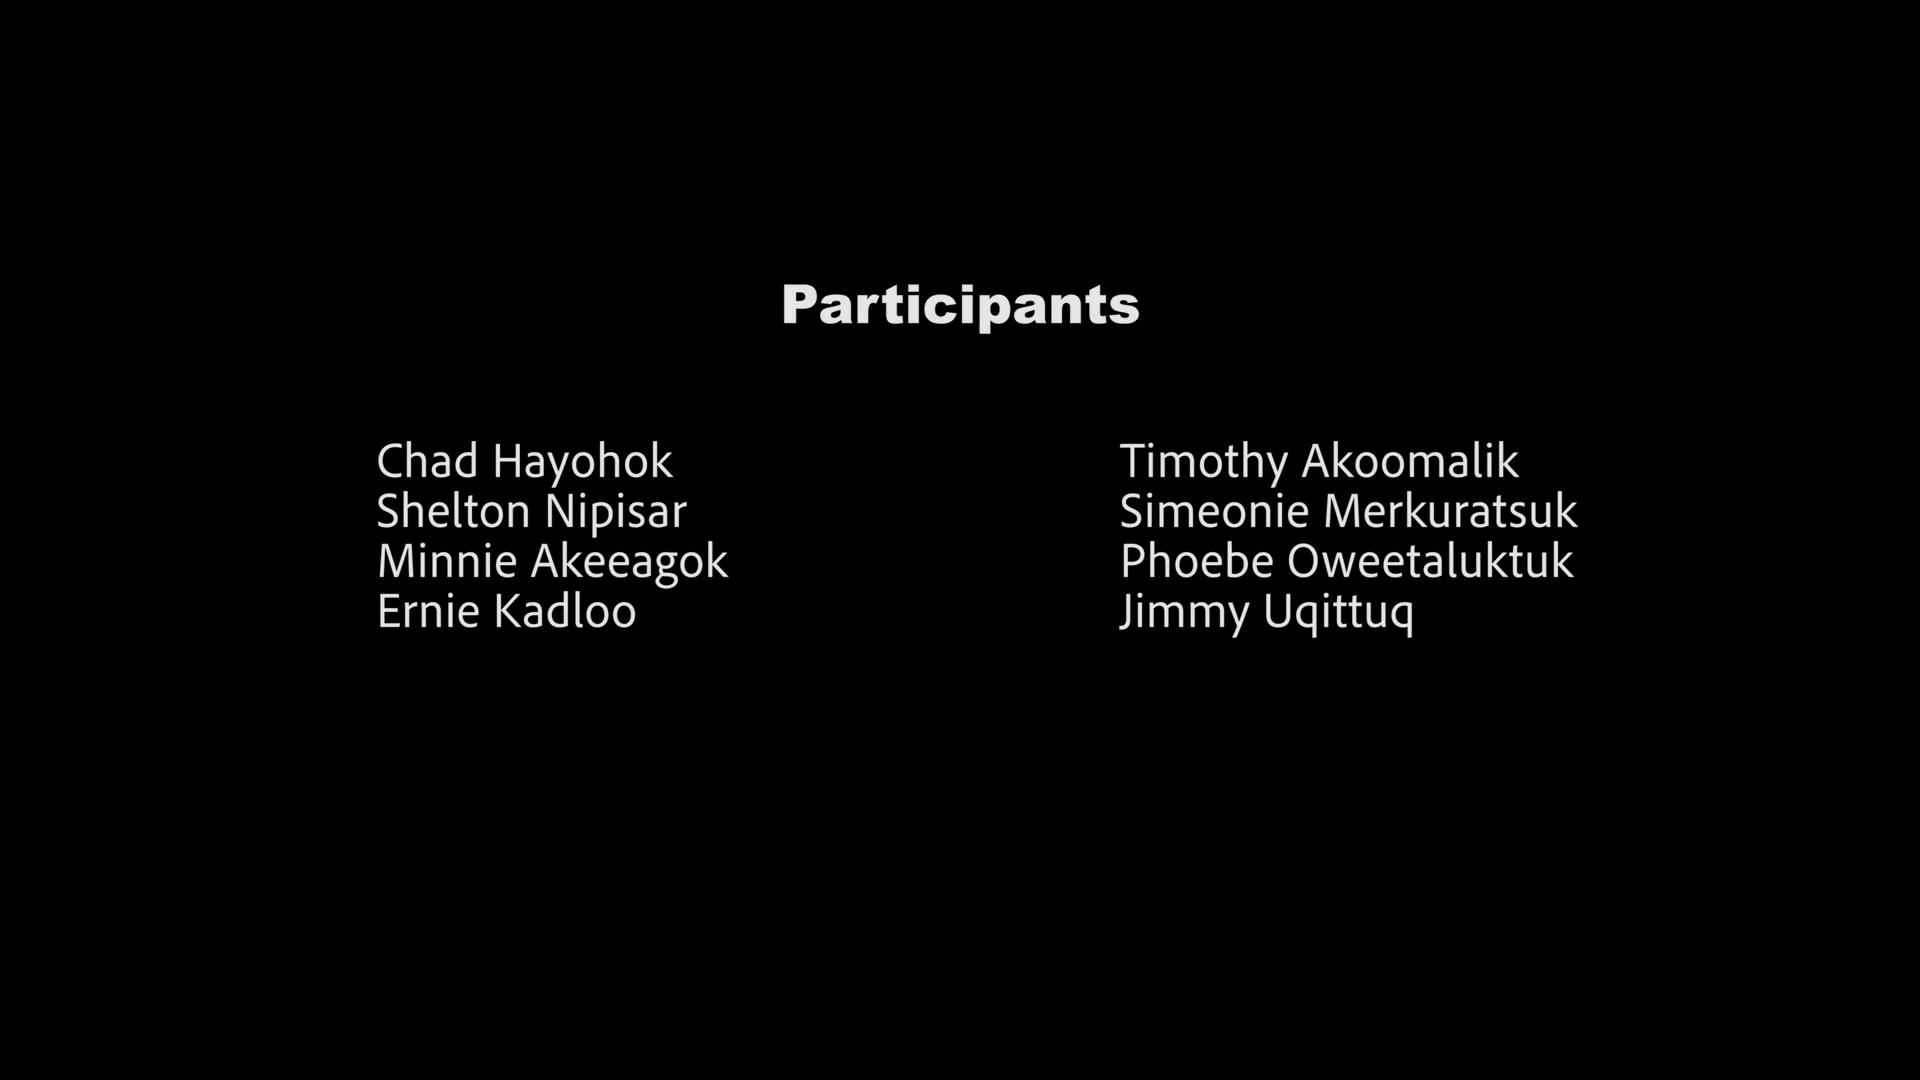 Participants
Chad Hayohok
Shelton Nipisar
Minnie Akeeagok
Ernie Kadloo
Timothy Akoomalik
Simeonie Merkuratsuk
Phoebe Oweetaluktuk
Jimmy Uqittuq